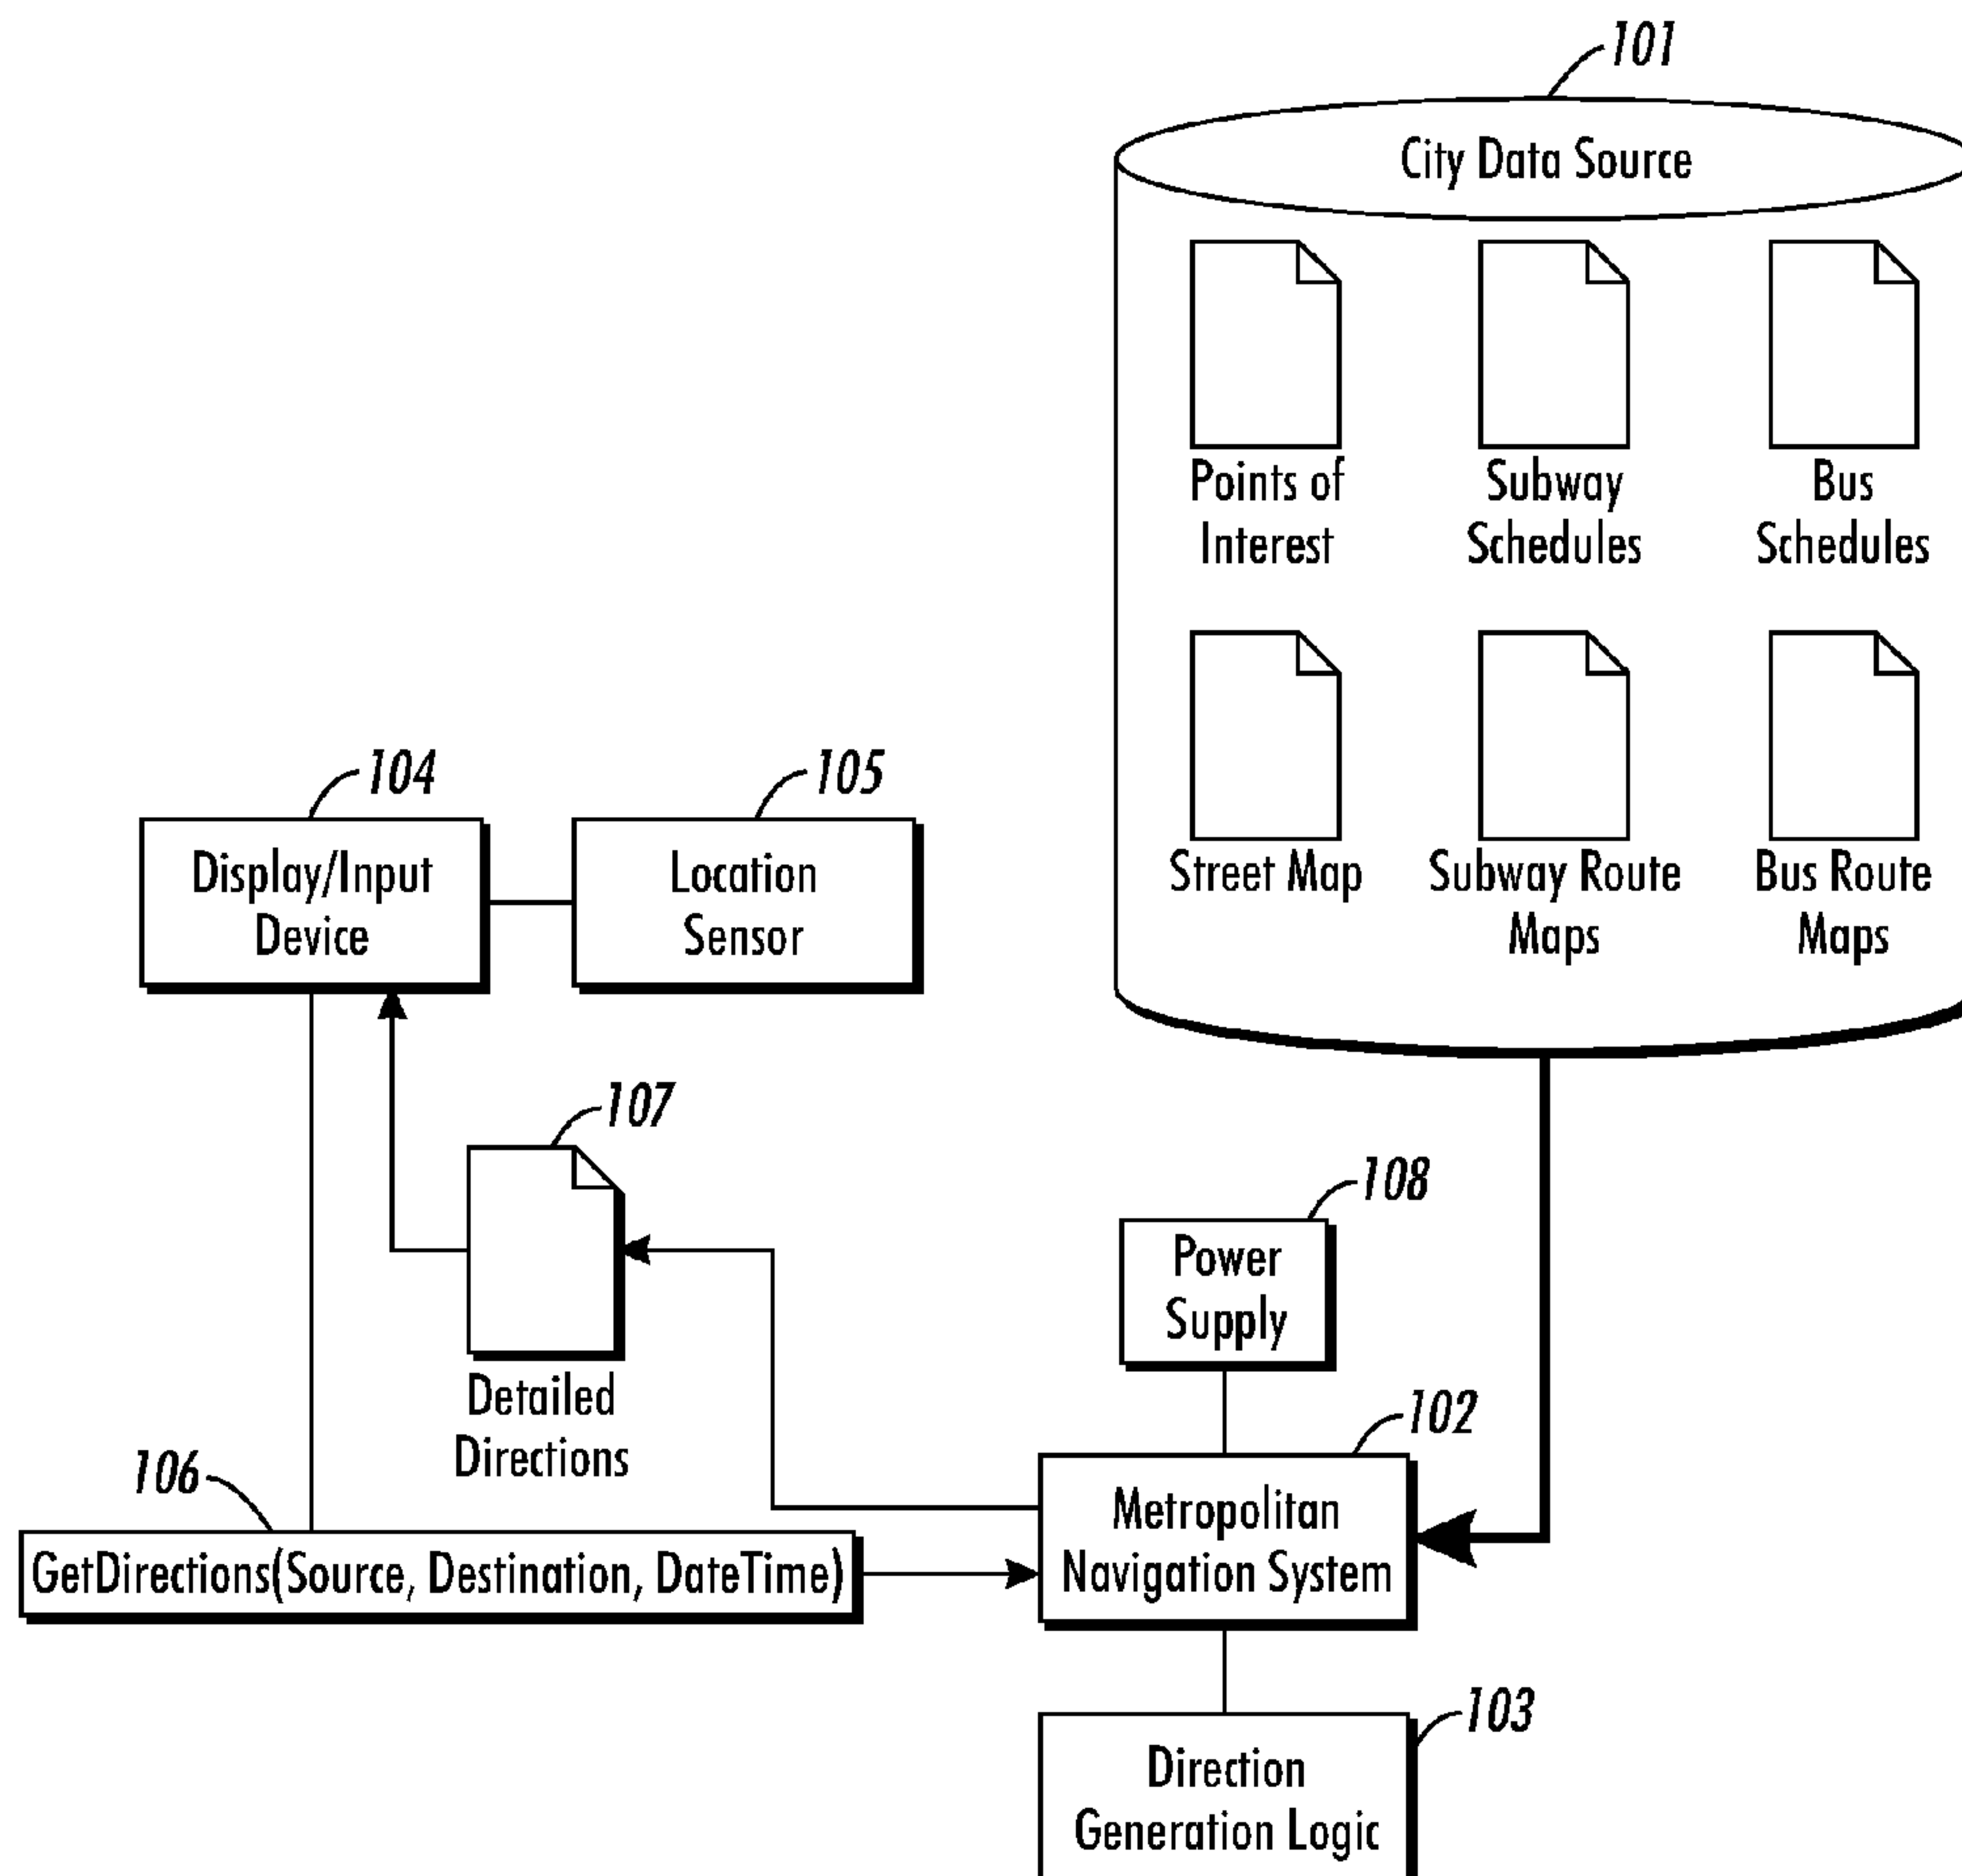 101
City Data Source
Points of
Interest
Subway
Schedules
Bus
Schedules
Street Map
Subway Route
Maps
Bus Route
Maps
104
Display/Input
Device
105
Location
Sensor
107
Detailed
Directions
108
Power
Supply
106
GetDirections(Source, Destination, DateTime)
102
Metropolitan
Navigation System
103
Direction
Generation Logic